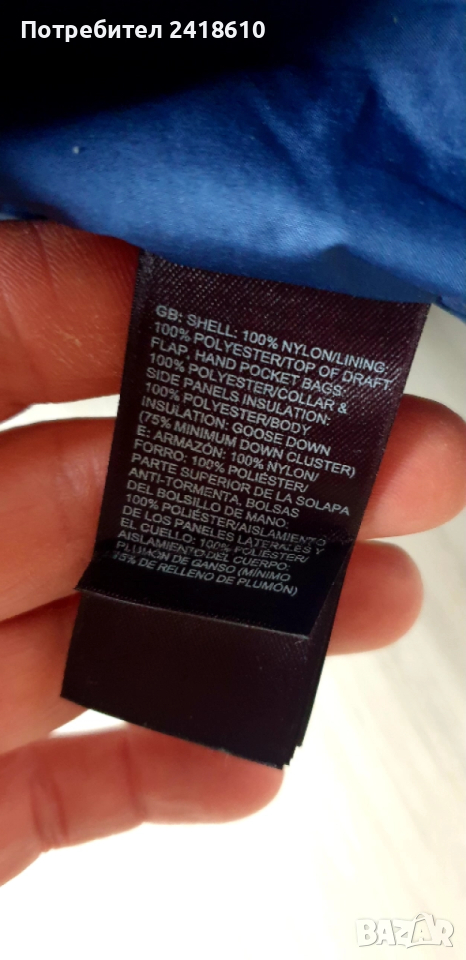 Потребител 2418610
GB: SHELL: 100% NYLON/LINING:
100% POLYESTER/TOP OF DRAFT
FLAP, HAND POCKET BAGS:
100% POLYESTER/COLLAR &
SIDE PANELS INSULATION:
100% POLYESTER/BODY
INSULATION: GOOSE DOWN
(75% MINIMUM DOWN CLUSTER)
E: ARMAZÓN: 100% NYLON/
FORRO: 100% POLIÉSTER/
PARTE SUPERIOR DE LA SOLAPA
ANTI-TORMENTA, BOLSAS
DEL BOLSILLO DE MANO:
100% POLIÉSTER/AISLAMIENTO
DE LOS PANELES LATERALES Y
EL CUELLO: 100% POLIÉSTER/
AISLAMIENTO DEL CUERPO:
PLUMÓN DE GANSO (MÍNIMO
75% DE RELLENO DE PLUMÓN)
BAZAR